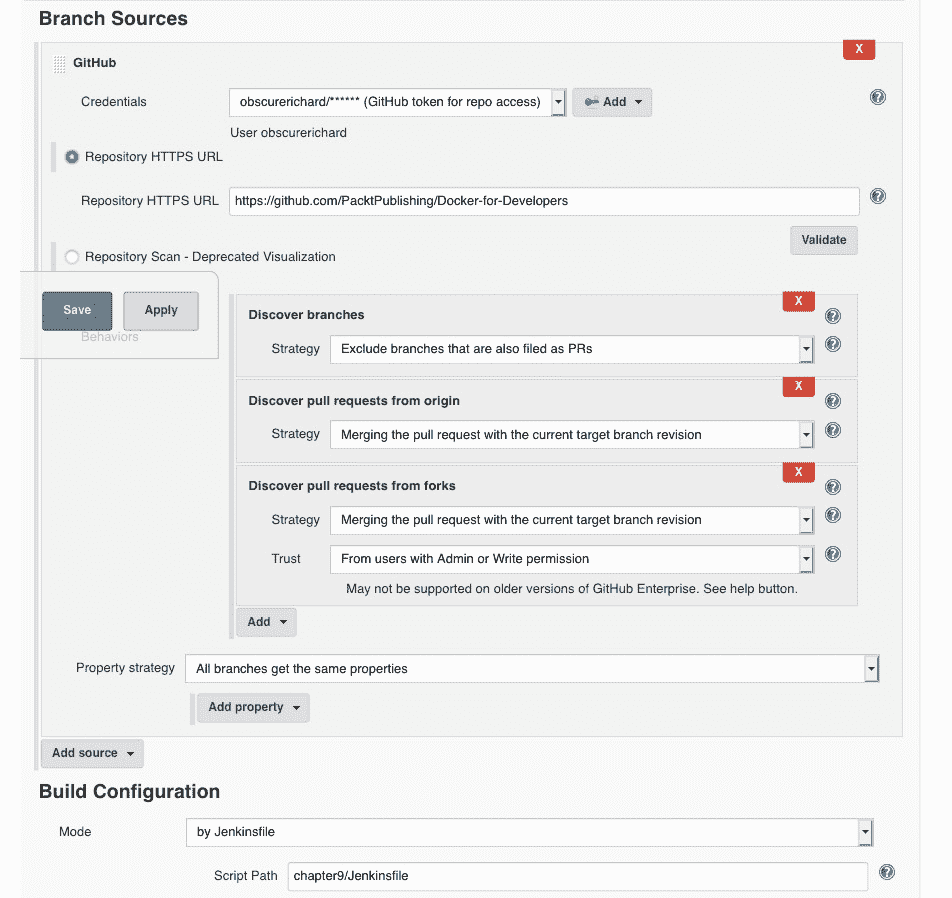 Branch Sources
X
GitHub
Credentials obscurerichard/****** (GitHub token for repo access) Add ?
User obscurerichard
Repository HTTPS URL
Repository HTTPS URL https://github.com/PacktPublishing/Docker-for-Developers ?
Validate
Repository Scan - Deprecated Visualization
Save Apply
Behaviors
X
Discover branches ?
Strategy Exclude branches that are also filed as PRs ?
X
Discover pull requests from origin ?
Strategy Merging the pull request with the current target branch revision ?
X
Discover pull requests from forks ?
Strategy Merging the pull request with the current target branch revision ?
Trust From users with Admin or Write permission ?
May not be supported on older versions of GitHub Enterprise. See help button.
Add
Property strategy All branches get the same properties
Add property
Add source
Build Configuration
Mode by Jenkinsfile
Script Path chapter9/Jenkinsfile ?